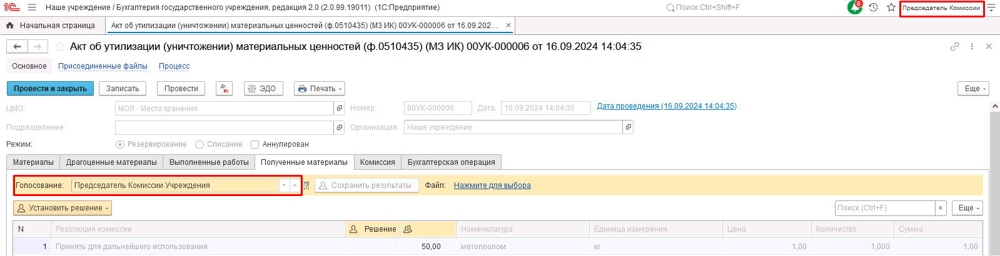 1С Наше учреждение / Бухгалтерия государственного учреждения, редакция 2.0 (2.0.99.19011) (1С:Предприятие) Поиск Ctrl+Shift+F 8 Председатель Комиссии
Начальная страница Акт об утилизации (уничтожении) материальных ценностей (ф.0510435) (МЗ ИК) 00УК-000006 от 16.09.202... ×
Акт об утилизации (уничтожении) материальных ценностей (ф.0510435) (МЗ ИК) 00УК-000006 от 16.09.2024 14:04:35
Основное Присоединенные файлы Процесс
Провести и закрыть Записать Провести Дт Кт ЭДО Печать Еще
ЦМО: МОЛ - Место хранения Номер: 00УК-000006 Дата: 16.09.2024 14:04:35 Дата проведения (16.09.2024 14:04:35)
Подразделение: Организация: Наше учреждение
Режим: Резервирование Списание Аннулирован
Материалы Драгоценные материалы Выполненные работы Полученные материалы Комиссия Бухгалтерская операция
Голосование: Председатель Комиссии Учреждения × ? Сохранить результаты Файл: Нажмите для выбора
Установить решение Поиск (Ctrl+F) × Еще
N Резолюция комиссии Решение Номенклатура Единица измерения Цена Количество Сумма
1 Принять для дальнейшего использования 50,00 метоллолом кг 1,00 1,000 1,00